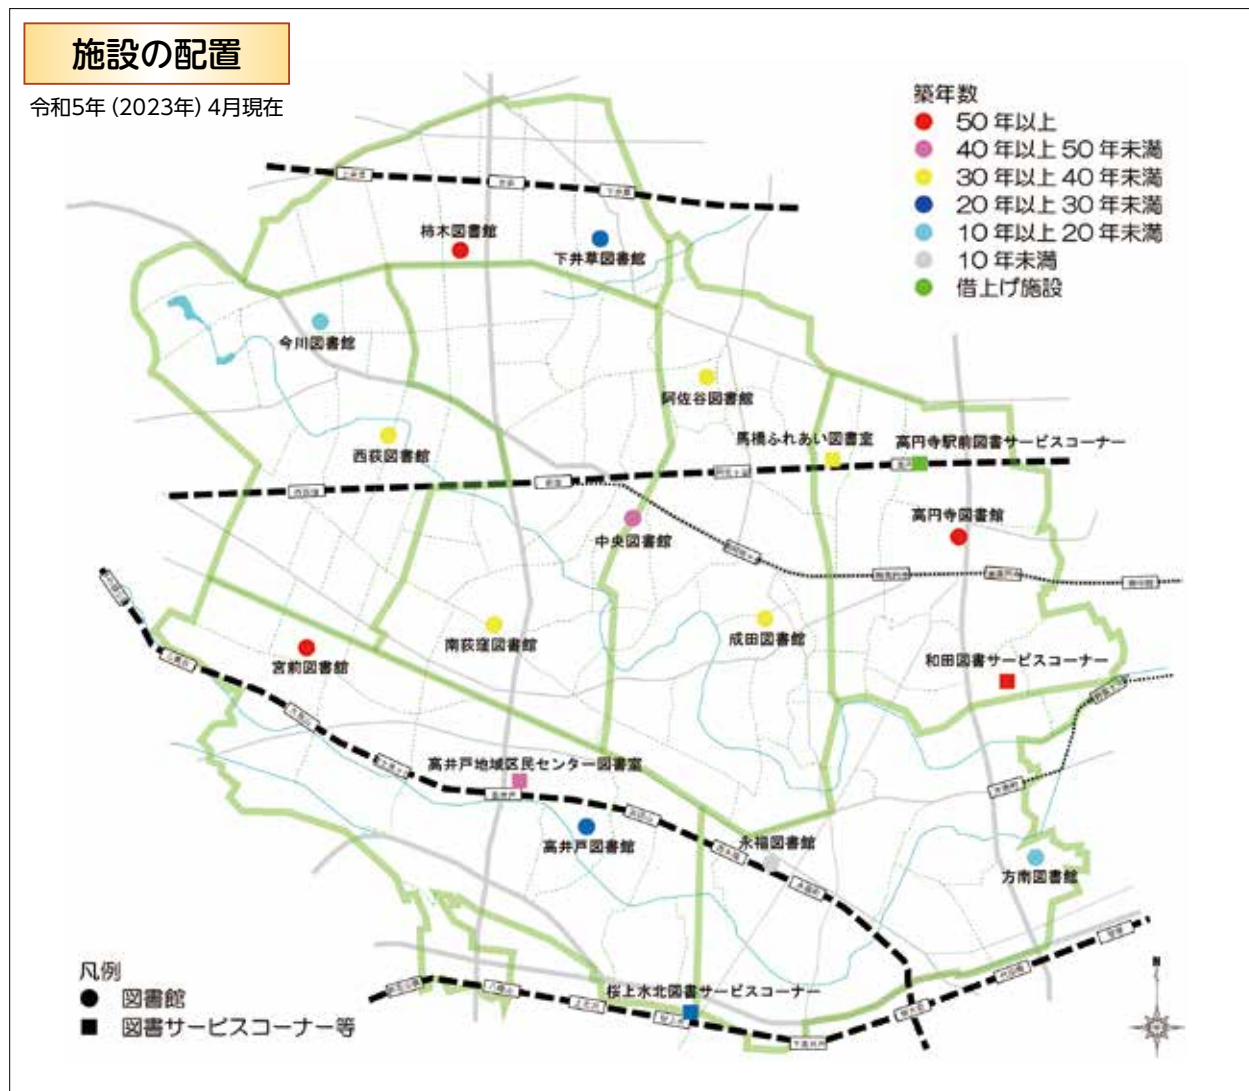 施設の配置
令和5年 (2023年) 4月現在
築年数
50年以上
40年以上50年未満
30年以上40年未満
20年以上30年未満
10年以上20年未満
10年未満
借上げ施設
柿木図書館
下井草図書館
今川図書館
阿佐谷図書館
西荻図書館
馬橋ふれあい図書室
高円寺駅前図書サービスコーナー
中央図書館
高円寺図書館
南荻窪図書館
成田図書館
宮前図書館
和田図書サービスコーナー
高井戸地域区民センター図書室
高井戸図書館
永福図書館
方南図書館
桜上水北図書サービスコーナー
下高井戸
凡例
図書館
図書サービスコーナー等
N